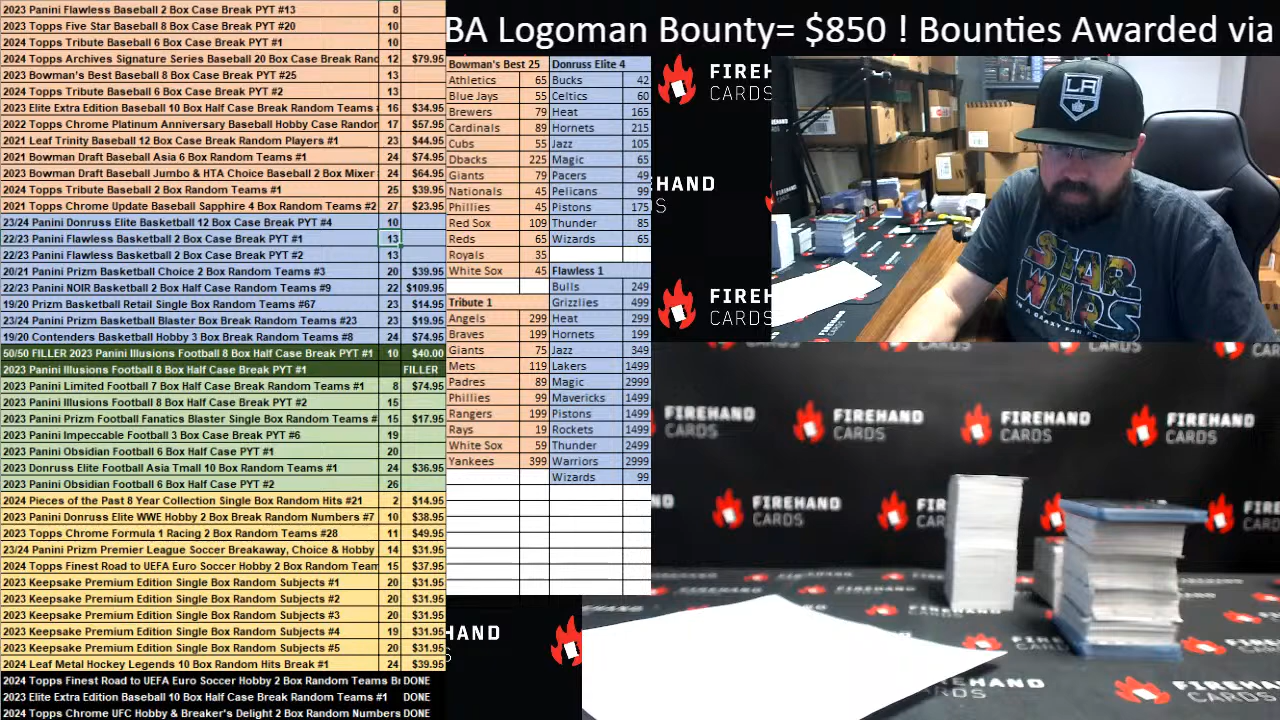 2023 Panini Flawless Baseball 2 Box Case Break PYT #13 8
2023 Topps Five Star Baseball 8 Box Case Break PYT #20 10
2024 Topps Tribute Baseball 6 Box Case Break PYT #1 10
2024 Topps Archives Signature Series Baseball 20 Box Case Break Rand 12 $79.95
2023 Bowman's Best Baseball 8 Box Case Break PYT #25 13
2024 Topps Tribute Baseball 6 Box Case Break PYT #2 13
2023 Elite Extra Edition Baseball 10 Box Half Case Break Random Teams 16 $34.95
2022 Topps Chrome Platinum Anniversary Baseball Hobby Case Random 17 $57.95
2021 Leaf Trinity Baseball 12 Box Case Break Random Players #1 23 $44.95
2021 Bowman Draft Baseball Asia 6 Box Random Teams #1 24 $74.95
2023 Bowman Draft Baseball Jumbo & HTA Choice Baseball 2 Box Mixer 24 $64.95
2024 Topps Tribute Baseball 2 Box Random Teams #1 25 $39.95
2021 Topps Chrome Update Baseball Sapphire 4 Box Random Teams #2 27 $23.95
23/24 Panini Donruss Elite Basketball 12 Box Case Break PYT #4 10
22/23 Panini Flawless Basketball 2 Box Case Break PYT #1 13
22/23 Panini Flawless Basketball 2 Box Case Break PYT #2 13
20/21 Panini Prizm Basketball Choice 2 Box Random Teams #3 20 $39.95
22/23 Panini NOIR Basketball 2 Box Half Case Random Teams #9 22 $109.95
19/20 Prizm Basketball Retail Single Box Random Teams #67 23 $14.95
23/24 Panini Prizm Basketball Blaster Box Break Random Teams #23 23 $19.95
19/20 Contenders Basketball Hobby 3 Box Break Random Teams #8 24 $74.95
50/50 FILLER 2023 Panini Illusions Football 8 Box Half Case Break PYT #1 10 $40.00
2023 Panini Illusions Football 8 Box Half Case Break PYT #1 FILLER
2023 Panini Limited Football 7 Box Half Case Break Random Teams #1 8 $74.95
2023 Panini Illusions Football 8 Box Half Case Break PYT #2 15
2023 Panini Prizm Football Fanatics Blaster Single Box Random Teams # 15 $17.95
2023 Panini Impeccable Football 3 Box Case Break PYT #6 19
2023 Panini Obsidian Football 6 Box Half Case PYT #1 20
2023 Donruss Elite Football Asia Tmall 10 Box Random Teams #1 24 $36.95
2023 Panini Obsidian Football 6 Box Half Case PYT #2 26
2024 Pieces of the Past 8 Year Collection Single Box Random Hits #21 2 $14.95
2023 Panini Donruss Elite WWE Hobby 2 Box Break Random Numbers #7 10 $38.95
2023 Topps Chrome Formula 1 Racing 2 Box Random Teams #28 11 $49.95
23/24 Panini Prizm Premier League Soccer Breakaway, Choice & Hobby 14 $31.95
2024 Topps Finest Road to UEFA Euro Soccer Hobby 2 Box Random Team 15 $37.95
2023 Keepsake Premium Edition Single Box Random Subjects #1 20 $31.95
2023 Keepsake Premium Edition Single Box Random Subjects #2 20 $31.95
2023 Keepsake Premium Edition Single Box Random Subjects #3 20 $31.95
2023 Keepsake Premium Edition Single Box Random Subjects #4 19 $31.95
2023 Keepsake Premium Edition Single Box Random Subjects #5 20 $31.95
2024 Leaf Metal Hockey Legends 10 Box Random Hits Break #1 24 $39.95
2024 Topps Finest Road to UEFA Euro Soccer Hobby 2 Box Random Teams Br DONE
2023 Elite Extra Edition Baseball 10 Box Half Case Break Random Teams #1 DONE
2024 Topps Chrome UFC Hobby & Breaker's Delight 2 Box Random Numbers DONE
BA Logoman Bounty= $850 ! Bounties Awarded via
Bowman's Best 25
Athletics 65
Blue Jays 55
Brewers 79
Cardinals 89
Cubs 55
Dbacks 225
Giants 79
Nationals 45
Phillies 45
Red Sox 109
Reds 65
Royals 35
White Sox 45
Tribute 1
Angels 299
Braves 199
Giants 75
Mets 119
Padres 89
Phillies 99
Rangers 199
Rays 19
White Sox 59
Yankees 399
Donruss Elite 4
Bucks 42
Celtics 60
Heat 165
Hornets 215
Jazz 105
Magic 65
Pacers 49
Pelicans 99
Pistons 175
Thunder 85
Wizards 65
Flawless 1
Bulls 249
Grizzlies 499
Heat 299
Hornets 199
Jazz 349
Lakers 1499
Magic 2999
Mavericks 1499
Pistons 1499
Rockets 1499
Thunder 2499
Warriors 2999
Wizards 99
FIREH
CARDS
HAND
S
FIREH
CARDS
HAND
S
LA
STAR
WARS
IN A GALAXY FAR
FIREHAND
CARDS
FIREHAND
CARDS
FIREHAND
CARDS
FIREHAND
CARDS
FIREHAND
CARDS
FIREHAND
CARDS